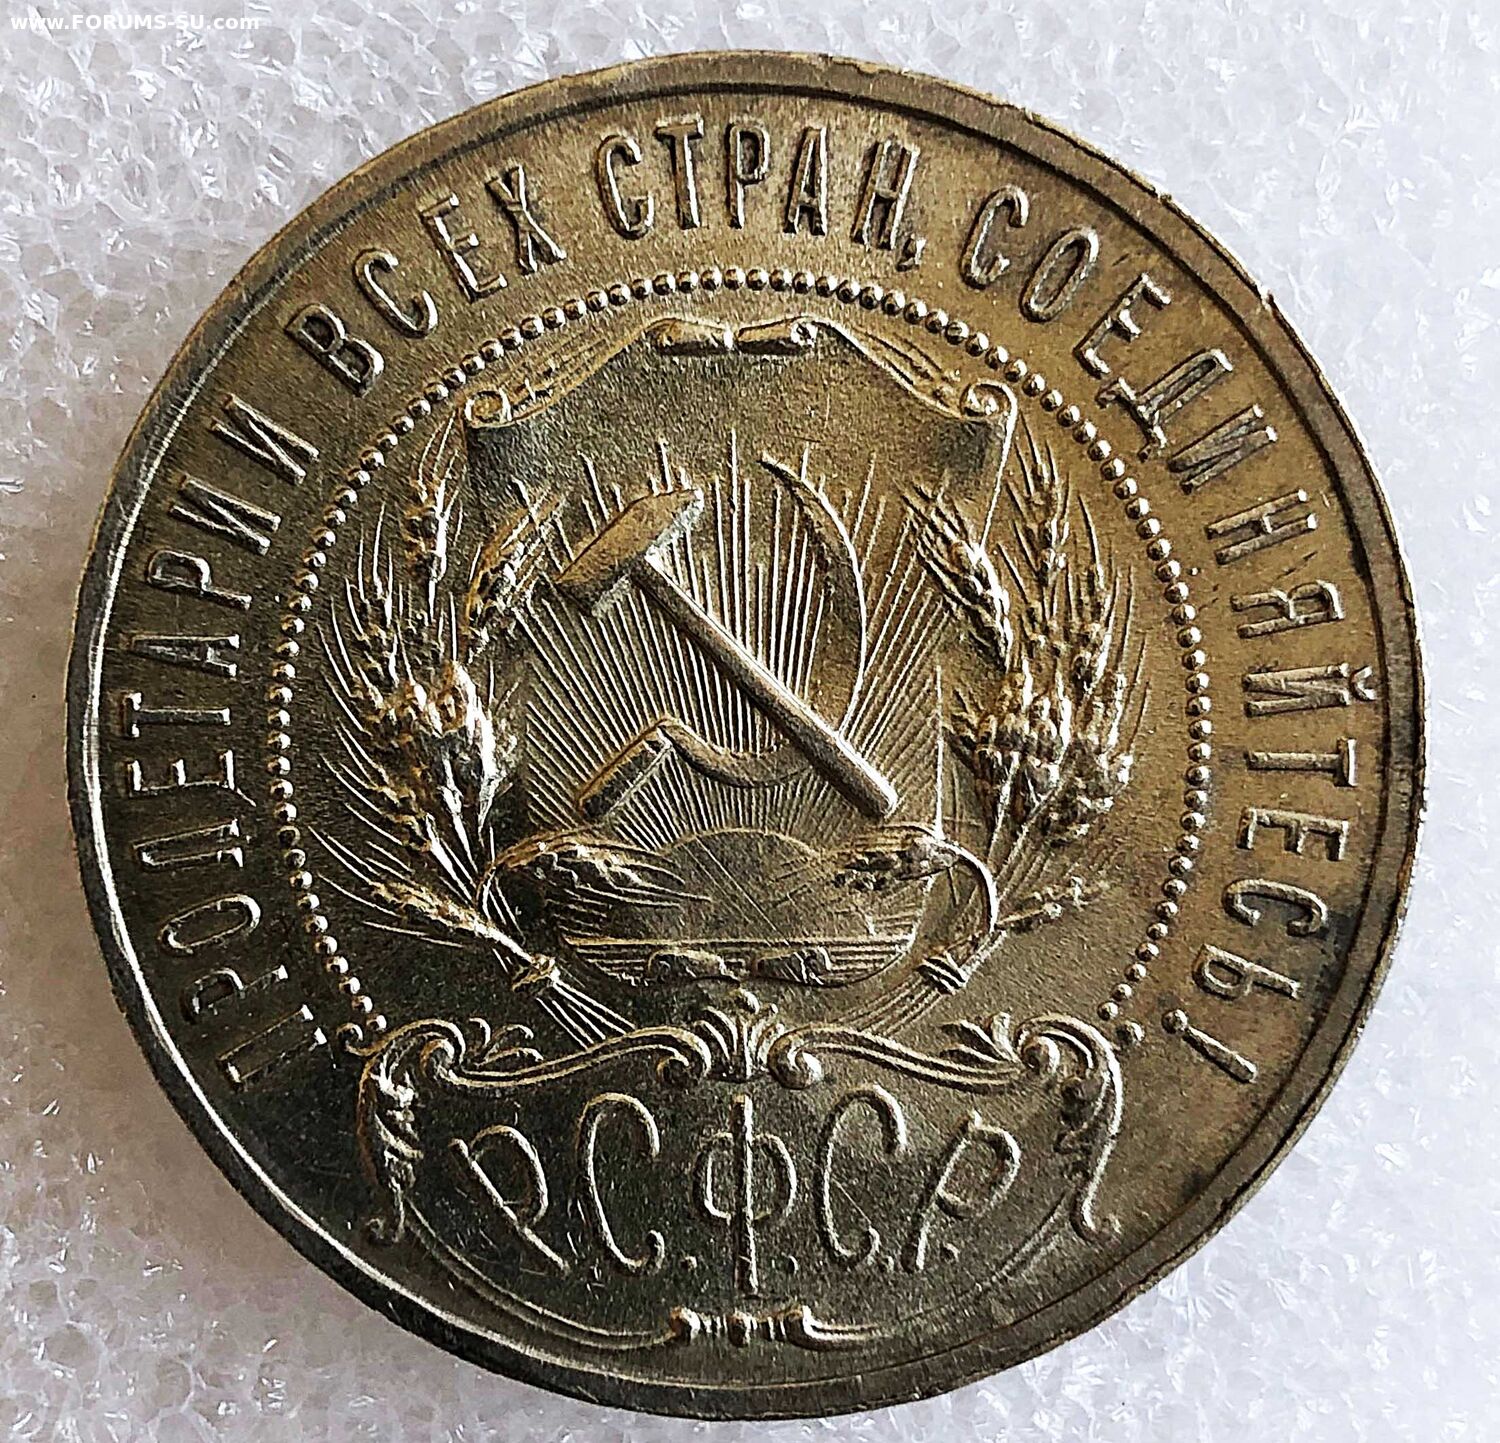 www.FORUMS-SU.com
ПРОЛЕТАРИИ ВСЕХ СТРАН, СОЕДИНЯЙТЕСЬ!
Р.С.Ф.С.Р.